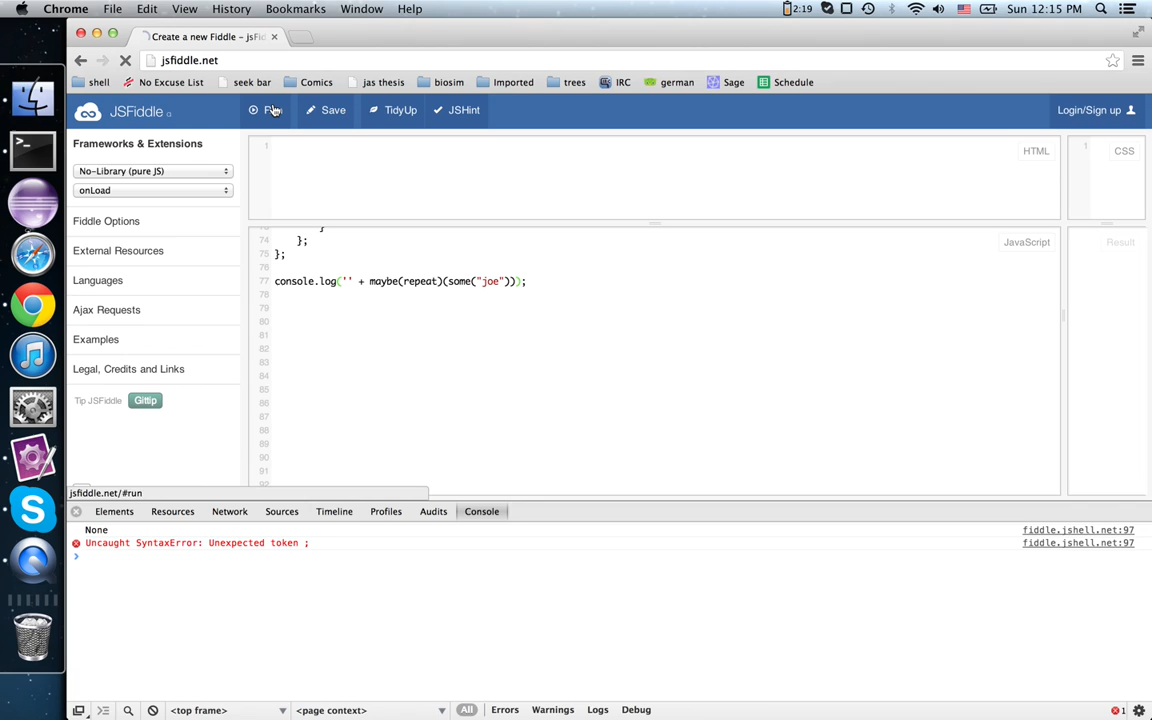 Chrome File Edit View History Bookmarks Window Help 2:19 Sun 12:15 PM
Create a new Fiddle - jsFi
jsfiddle.net
shell No Excuse List seek bar Comics jas thesis biosim Imported trees IRC german Sage Schedule
JSFiddle Save TidyUp JSHint Login/Sign up
Frameworks & Extensions
No-Library (pure JS)
onLoad
Fiddle Options
External Resources
Languages
Ajax Requests
Examples
Legal, Credits and Links
Tip JSFiddle Gittip
1 HTML
1 CSS
}
74 };
75 };
76
77 console.log('' + maybe(repeat)(some("joe")));
78
79
80
81
82
83
84
85
86
87
88
89
90
91
92
JavaScript
Result
jsfiddle.net/#run
Elements Resources Network Sources Timeline Profiles Audits Console
None fiddle.jshell.net:97
Uncaught SyntaxError: Unexpected token ; fiddle.jshell.net:97
>
<top frame> <page context> All Errors Warnings Logs Debug 1